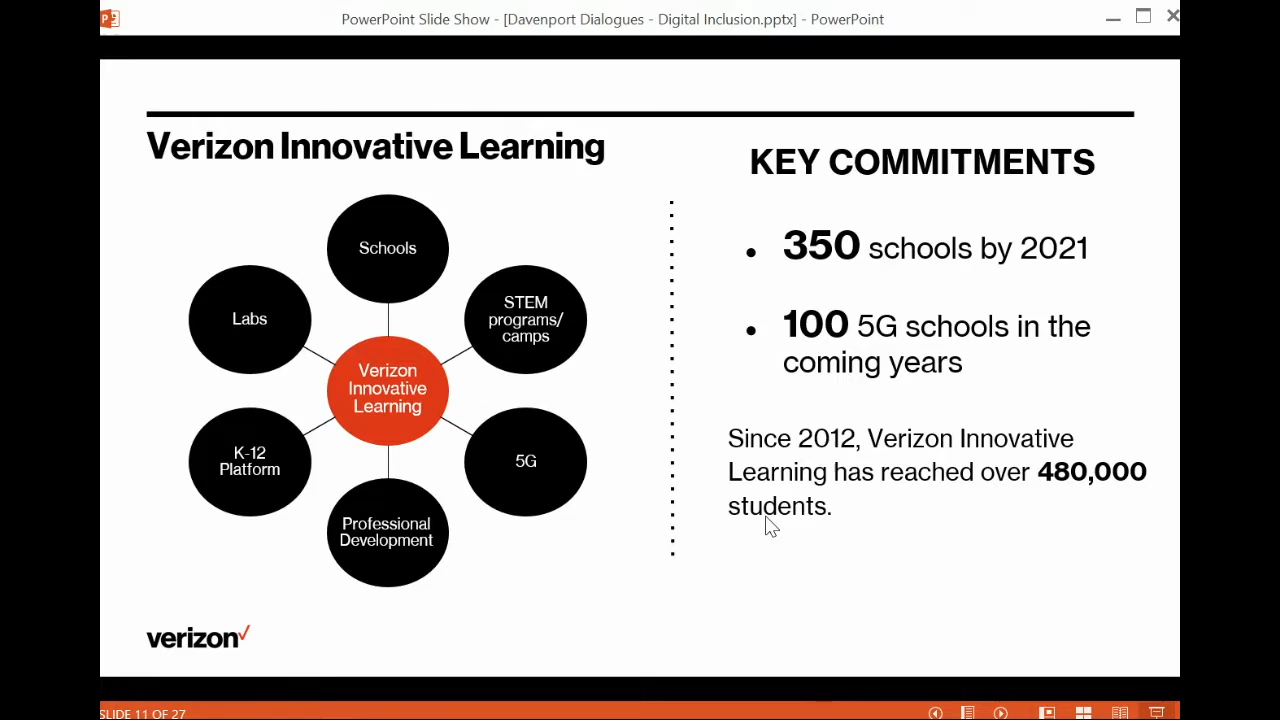 PowerPoint Slide Show - [Davenport Dialogues - Digital Inclusion.pptx] - PowerPoint
Verizon Innovative Learning
Schools
Labs
STEM
programs/
camps
Verizon
Innovative
Learning
K-12
Platform
5G
Professional
Development
KEY COMMITMENTS
• 350 schools by 2021
• 100 5G schools in the
coming years
Since 2012, Verizon Innovative
Learning has reached over 480,000
students.
verizon✓
SLIDE 11 OF 27